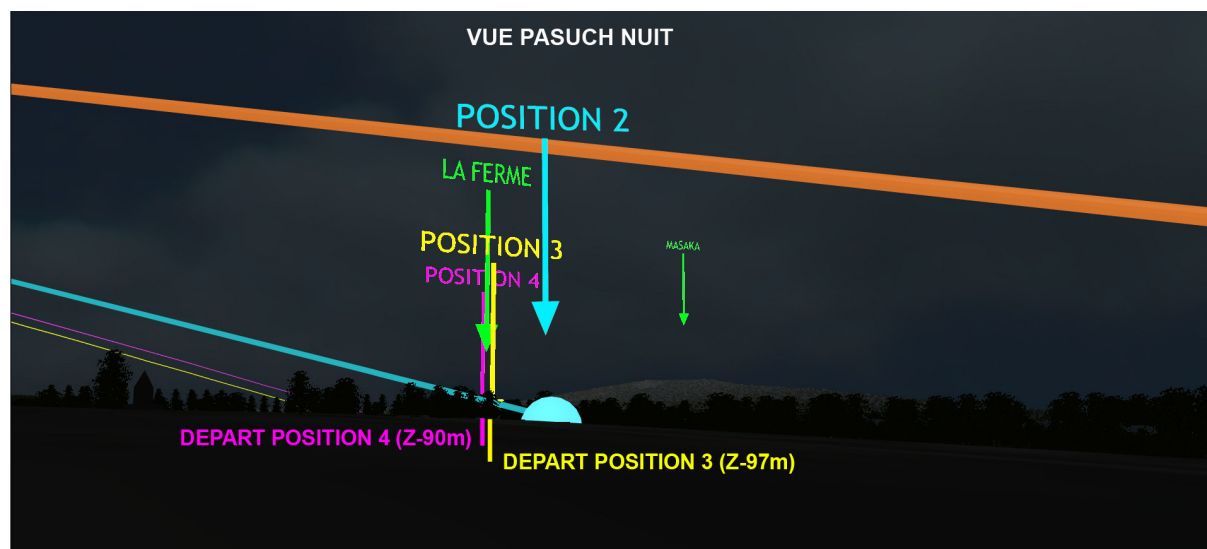 VUE PASUCH NUIT
POSITION 2
LA FERME
POSITION 3
MASAKA
POSITION 4
DEPART POSITION 4 (Z-90m)
DEPART POSITION 3 (Z-97m)